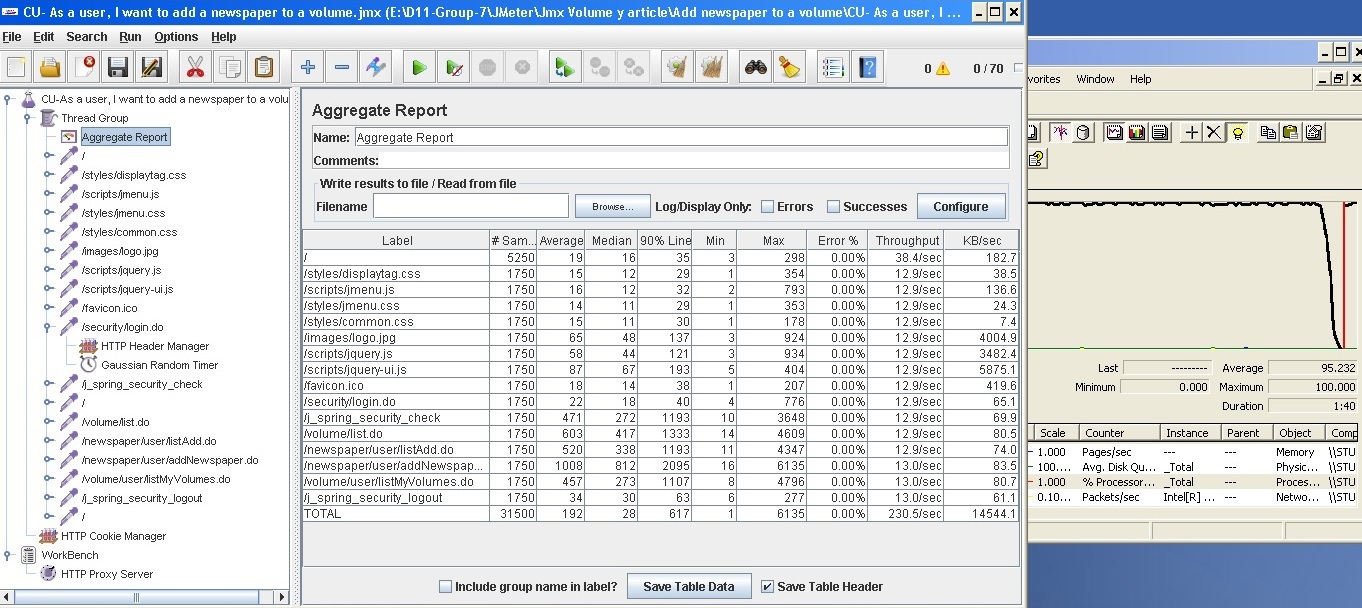 CU- As a user, I want to add a newspaper to a volume.jmx (E:\D11-Group-7\JMeter\Jmx Volume y article\Add newspaper to a volume\CU- As a user, I ...
File Edit Search Run Options Help
0 0 / 70
CU-As a user, I want to add a newspaper to a volu
Thread Group
Aggregate Report
/
/styles/displaytag.css
/scripts/jmenu.js
/styles/jmenu.css
/styles/common.css
/images/logo.jpg
/scripts/jquery.js
/scripts/jquery-ui.js
/favicon.ico
/security/login.do
HTTP Header Manager
Gaussian Random Timer
/j_spring_security_check
/
/volume/list.do
/newspaper/user/listAdd.do
/newspaper/user/addNewspaper.do
/volume/user/listMyVolumes.do
/j_spring_security_logout
/
HTTP Cookie Manager
WorkBench
HTTP Proxy Server
Aggregate Report
Name: Aggregate Report
Comments:
Write results to file / Read from file
Filename Browse... Log/Display Only: Errors Successes Configure
Label # Sam... Average Median 90% Line Min Max Error % Throughput KB/sec
/ 5250 19 16 35 3 298 0.00% 38.4/sec 182.7
/styles/displaytag.css 1750 15 12 29 1 354 0.00% 12.9/sec 38.5
/scripts/jmenu.js 1750 16 12 32 2 793 0.00% 12.9/sec 136.6
/styles/jmenu.css 1750 14 11 29 1 353 0.00% 12.9/sec 24.3
/styles/common.css 1750 15 11 30 1 178 0.00% 12.9/sec 7.4
/images/logo.jpg 1750 65 48 137 3 924 0.00% 12.9/sec 4004.9
/scripts/jquery.js 1750 58 44 121 3 934 0.00% 12.9/sec 3482.4
/scripts/jquery-ui.js 1750 87 67 193 5 404 0.00% 12.9/sec 5875.1
/favicon.ico 1750 18 14 38 1 207 0.00% 12.9/sec 419.6
/security/login.do 1750 22 18 40 4 776 0.00% 12.9/sec 65.1
/j_spring_security_check 1750 471 272 1193 10 3648 0.00% 12.9/sec 69.9
/volume/list.do 1750 603 417 1333 14 4609 0.00% 12.9/sec 80.5
/newspaper/user/listAdd.do 1750 520 338 1193 11 4347 0.00% 12.9/sec 74.0
/newspaper/user/addNewspap... 1750 1008 812 2095 16 6135 0.00% 13.0/sec 83.5
/volume/user/listMyVolumes.do 1750 457 273 1107 8 4796 0.00% 13.0/sec 80.7
/j_spring_security_logout 1750 34 30 63 6 277 0.00% 13.0/sec 61.1
TOTAL 31500 192 28 617 1 6135 0.00% 230.5/sec 14544.1
Include group name in label? Save Table Data Save Table Header
vorites Window Help
Last --------- Average 95.232
Minimum 0.000 Maximum 100.000
Duration 1:40
Scale Counter Instance Parent Object Comp
1.000 Pages/sec --- --- Memory \\STU
100.... Avg. Disk Qu... _Total --- Physic... \\STU
1.000 % Processor... _Total --- Proces... \\STU
0.10... Packets/sec Intel[R] ... --- Netwo... \\STU